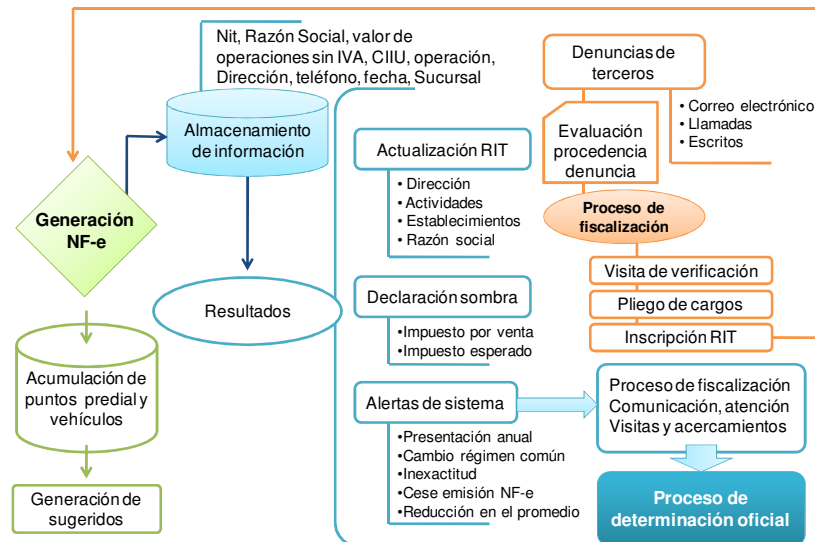 Nit, Razón Social, valor de
operaciones sin IVA, CIIU, operación,
Dirección, teléfono, fecha, Sucursal
Almacenamiento
de información
Generación
NF-e
Resultados
Acumulación de
puntos predial y
vehículos
Generación de
sugeridos
Actualización RIT
• Dirección
• Actividades
• Establecimientos
• Razón social
Declaración sombra
• Impuesto por venta
• Impuesto esperado
Alertas de sistema
• Presentación anual
• Cambio régimen común
• Inexactitud
• Cese emisión NF-e
• Reducción en el promedio
Denuncias de
terceros
• Correo electrónico
• Llamadas
• Escritos
Evaluación
procedencia
denuncia
Proceso de
fiscalización
Visita de verificación
Pliego de cargos
Inscripción RIT
Proceso de fiscalización
Comunicación, atención
Visitas y acercamientos
Proceso de
determinación oficial